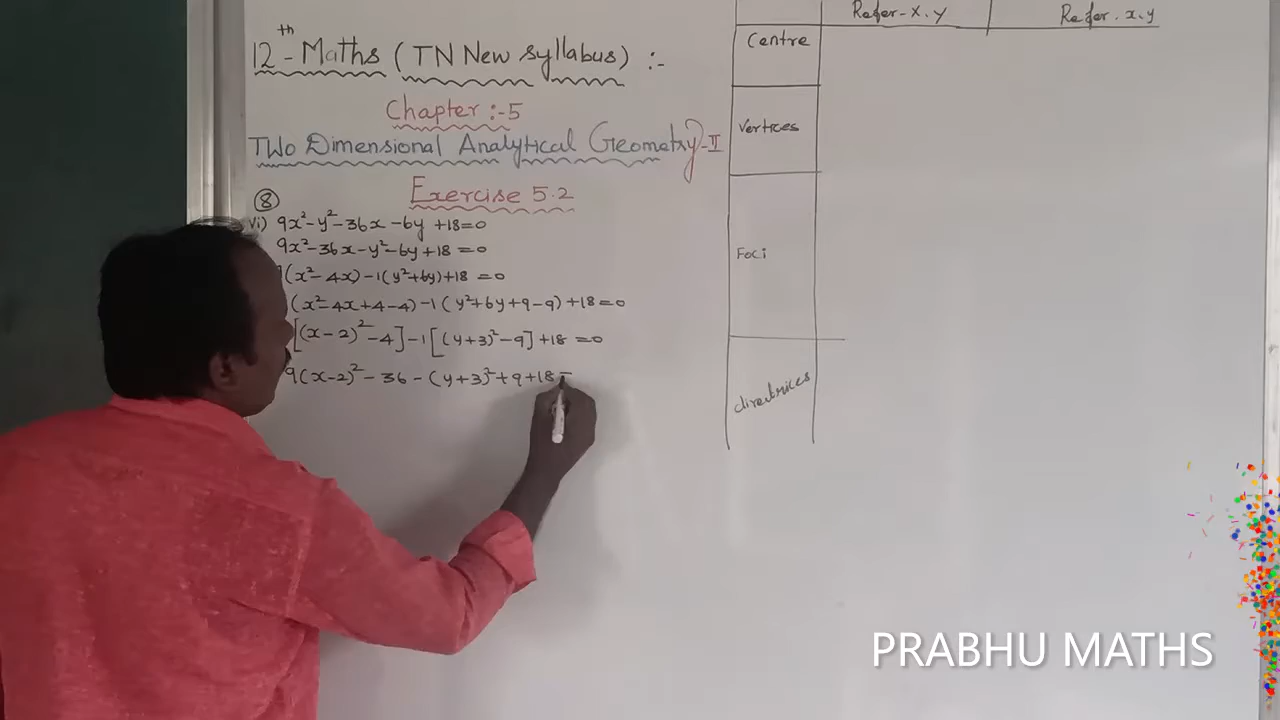 12th - Maths (TN New syllabus) :-
Chapter :-5
Two Dimensional Analytical Geometry-II
Exercise 5.2
⑧
vi) 9x²-y²-36x-6y+18=0
9x²-36x-y²-6y+18=0
(x²-4x)-1(y²+6y)+18=0
(x²-4x+4-4)-1(y²+6y+9-9)+18=0
[(x-2)²-4]-1[(y+3)²-9]+18=0
9(x-2)²-36-(y+3)²+9+18=
Refer-X.Y
Refer.x.y
Centre
Vertices
Foci
directrices
PRABHU MATHS